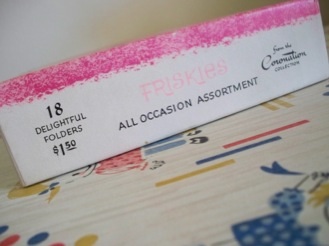 18
DELIGHTFUL
FOLDERS
$1.50
FRISKIES
ALL OCCASION ASSORTMENT
from the
Coronation
COLLECTION